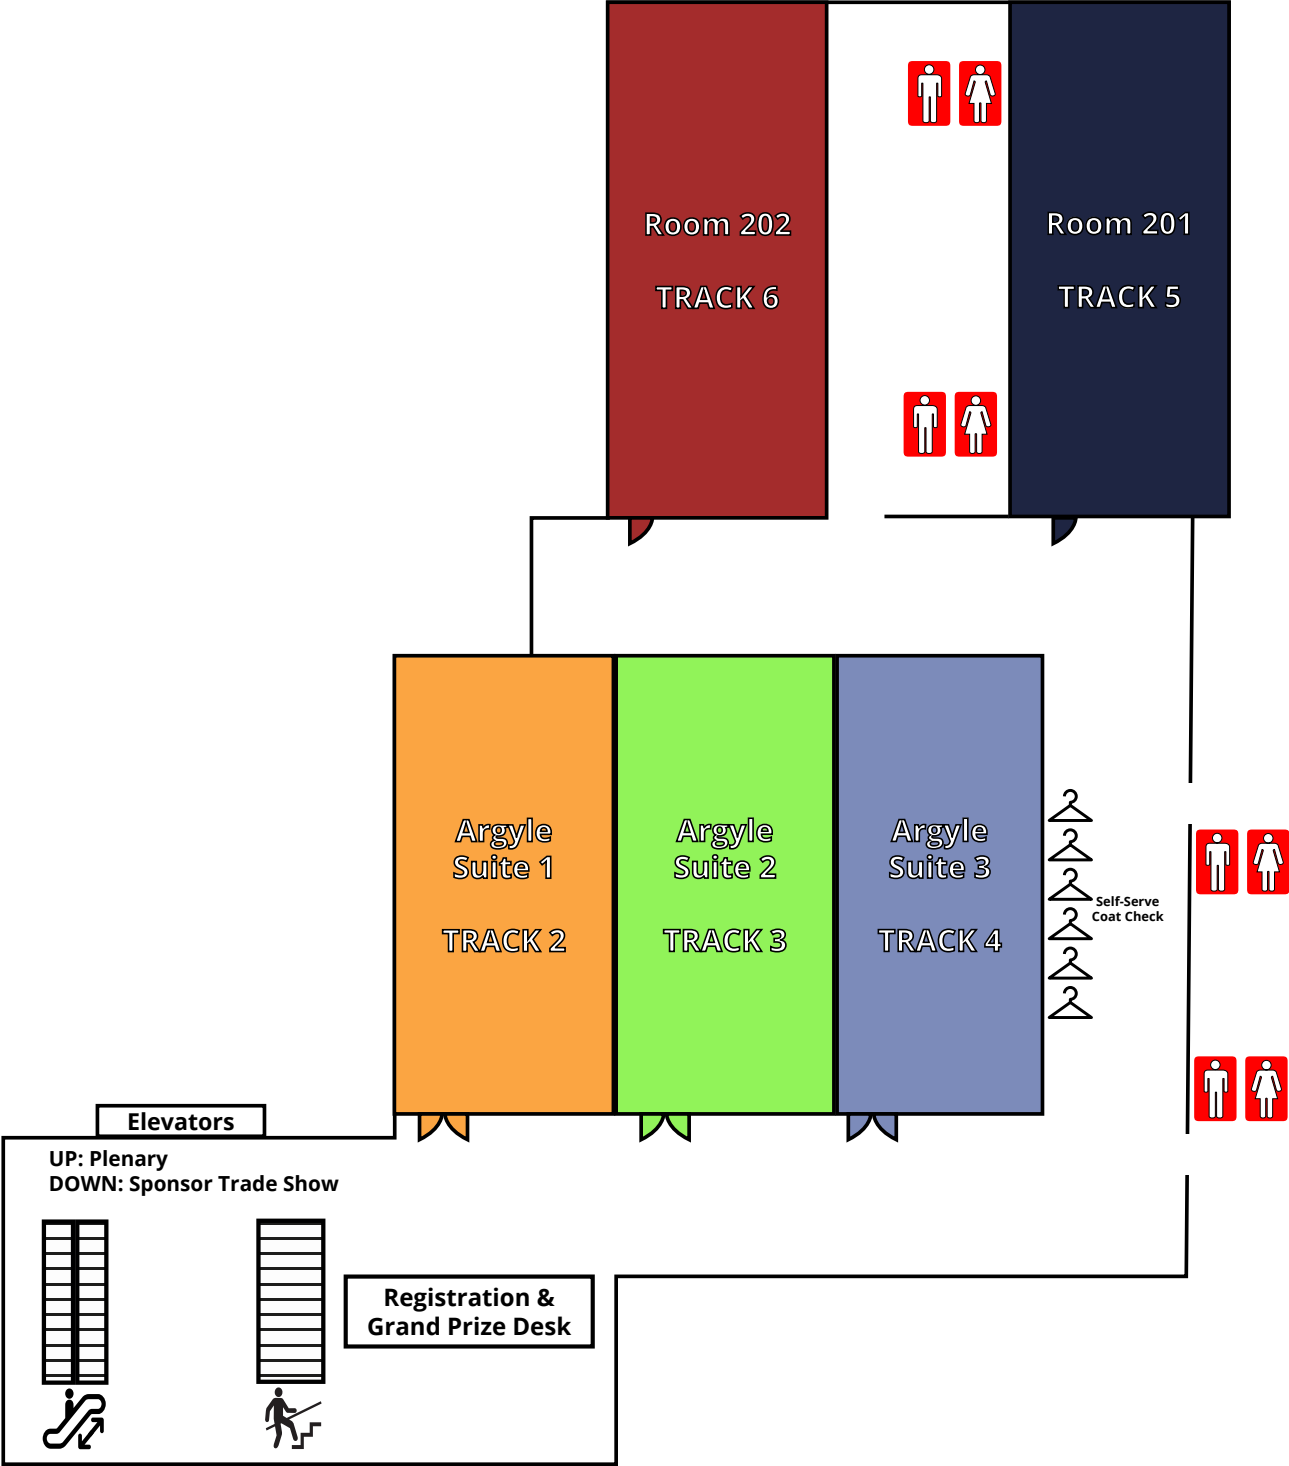 Room 202
TRACK 6
Room 201
TRACK 5
Argyle
Suite 1
TRACK 2
Argyle
Suite 2
TRACK 3
Argyle
Suite 3
TRACK 4
Self-Serve
Coat Check
Elevators
UP: Plenary
DOWN: Sponsor Trade Show
Registration &
Grand Prize Desk